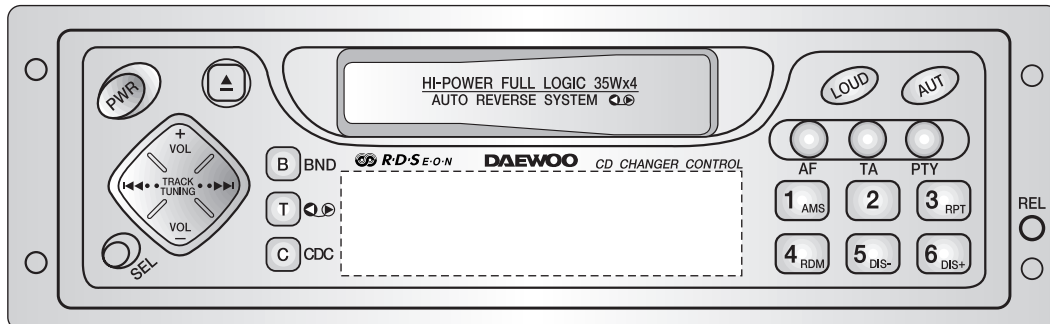 PWR
HI-POWER FULL LOGIC 35Wx4
AUTO REVERSE SYSTEM
LOUD
AUT
+
VOL
TRACK
TUNING
VOL
−
SEL
B BND
T
C CDC
R·D·S E·O·N DAEWOO CD CHANGER CONTROL
AF TA PTY
1 AMS 2 3 RPT
4 RDM 5 DIS- 6 DIS+
REL